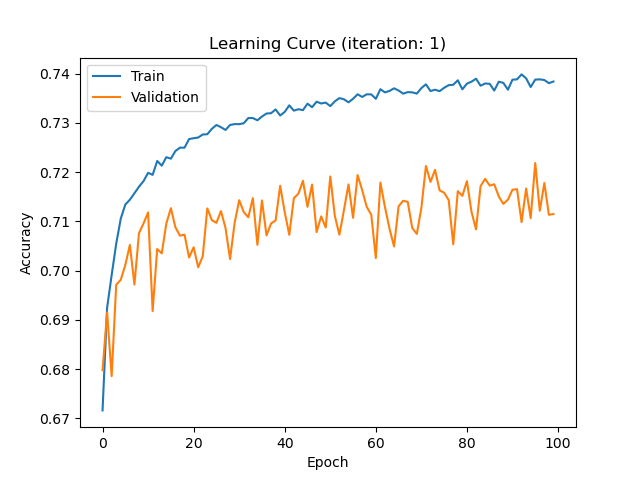 Learning Curve (iteration: 1)
Train
Validation
Accuracy
0.74
0.73
0.72
0.71
0.70
0.69
0.68
0.67
0 20 40 60 80 100
Epoch